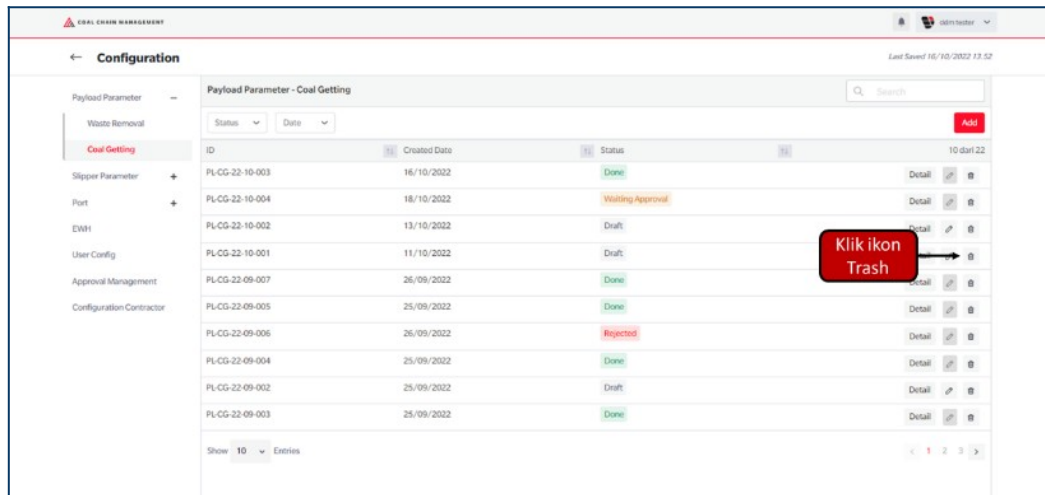 COAL CHAIN MANAGEMENT
adm tester
← Configuration
Last Saved 16/10/2022 13.52
Payload Parameter −
Waste Removal
Coal Getting
Slipper Parameter +
Port +
EWH
User Config
Approval Management
Configuration Contractor
Payload Parameter - Coal Getting
Search
Status Date
Add
ID Created Date Status 10 dari 22
PL-CG-22-10-003 16/10/2022 Done Detail
PL-CG-22-10-004 18/10/2022 Waiting Approval Detail
PL-CG-22-10-002 13/10/2022 Draft Detail
PL-CG-22-10-001 11/10/2022 Draft
Klik ikon
Trash
PL-CG-22-09-007 26/09/2022 Done Detail
PL-CG-22-09-005 25/09/2022 Done Detail
PL-CG-22-09-006 26/09/2022 Rejected Detail
PL-CG-22-09-004 25/09/2022 Done Detail
PL-CG-22-09-002 25/09/2022 Draft Detail
PL-CG-22-09-003 25/09/2022 Done Detail
Show 10 Entries
< 1 2 3 >